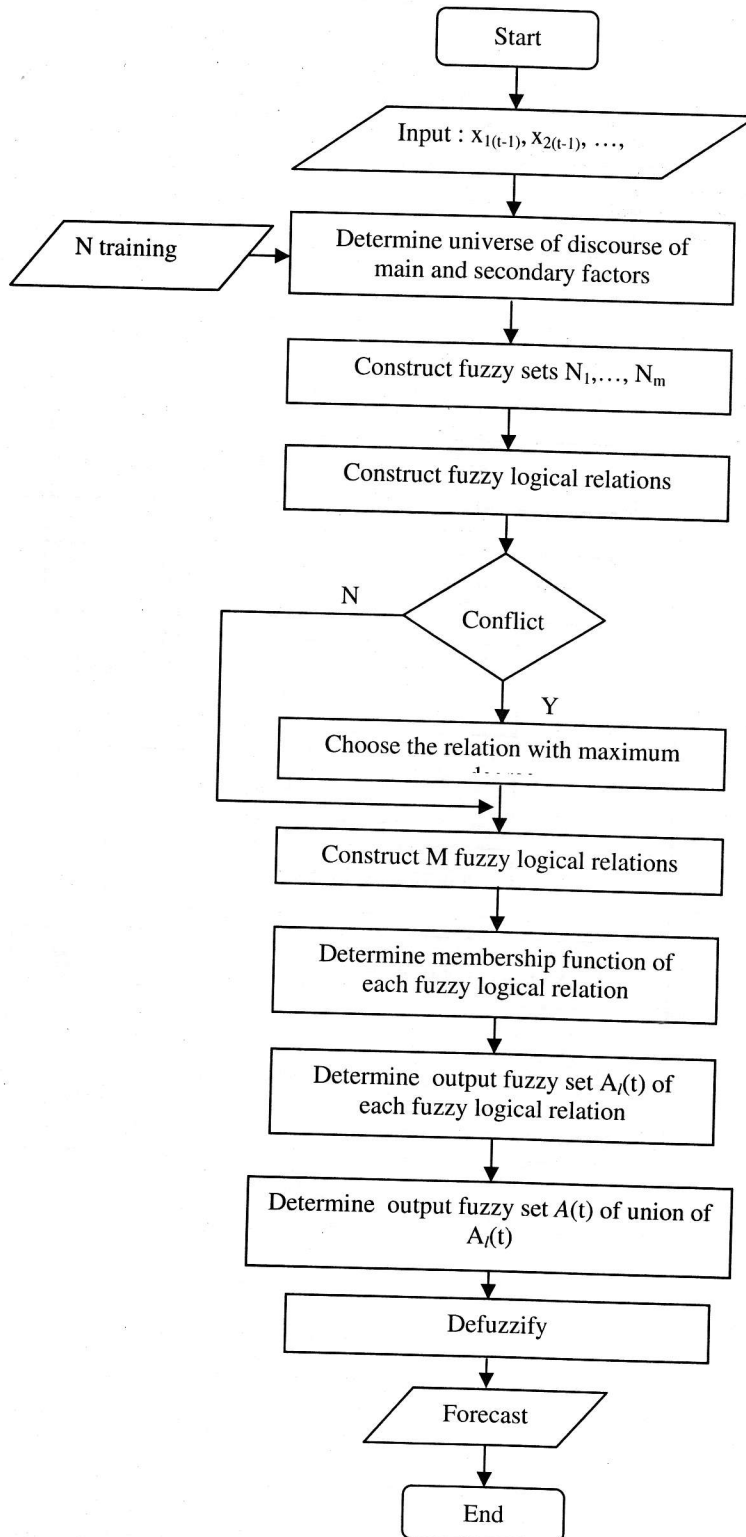 Start
Input : x1(t-1), x2(t-1), …,
N training
Determine universe of discourse of
main and secondary factors
Construct fuzzy sets N1,…, Nm
Construct fuzzy logical relations
N
Conflict
Y
Choose the relation with maximum
Construct M fuzzy logical relations
Determine membership function of
each fuzzy logical relation
Determine output fuzzy set Al(t) of
each fuzzy logical relation
Determine output fuzzy set A(t) of union of
Al(t)
Defuzzify
Forecast
End